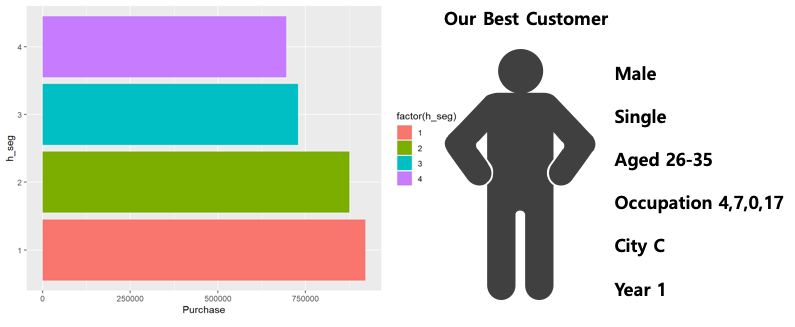 4
3
2
1
h_seg
0
250000
500000
750000
Purchase
factor(h_seg)
1
2
3
4
Our Best Customer
Male
Single
Aged 26-35
Occupation 4,7,0,17
City C
Year 1